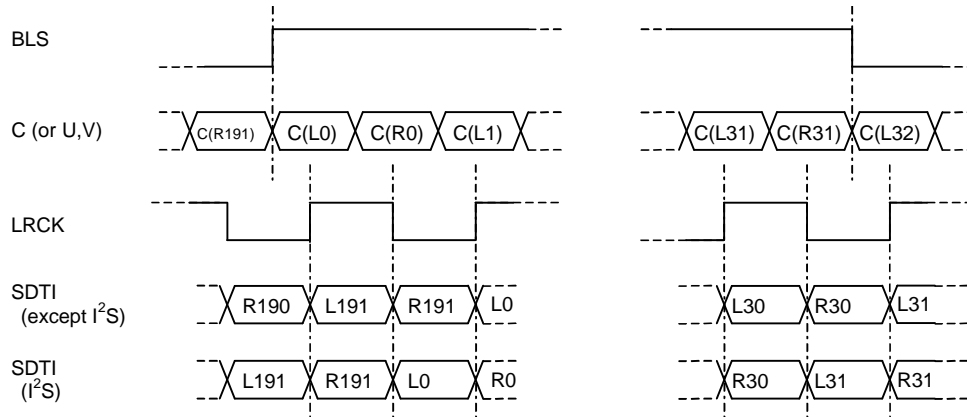 BLS
C (or U,V)
C(R191) C(L0) C(R0) C(L1) C(L31) C(R31) C(L32)
LRCK
SDTI
(except I²S)
R190 L191 R191 L0 L30 R30 L31
SDTI
(I²S)
L191 R191 L0 R0 R30 L31 R31